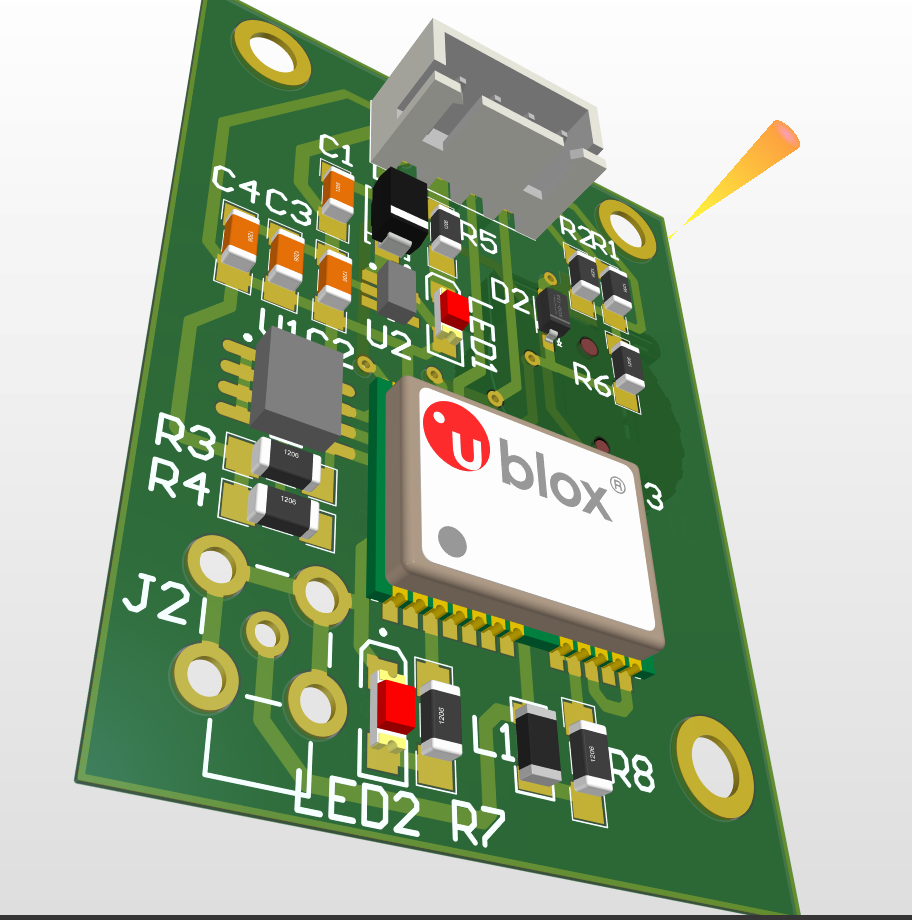 C1
C4 C3
R5
R2 R1
D2
LED1
U1 C2
U2
R6
R3
u blox®
R4
3
J2
L1
R8
LED2
R7
1206
1206
1206
1206